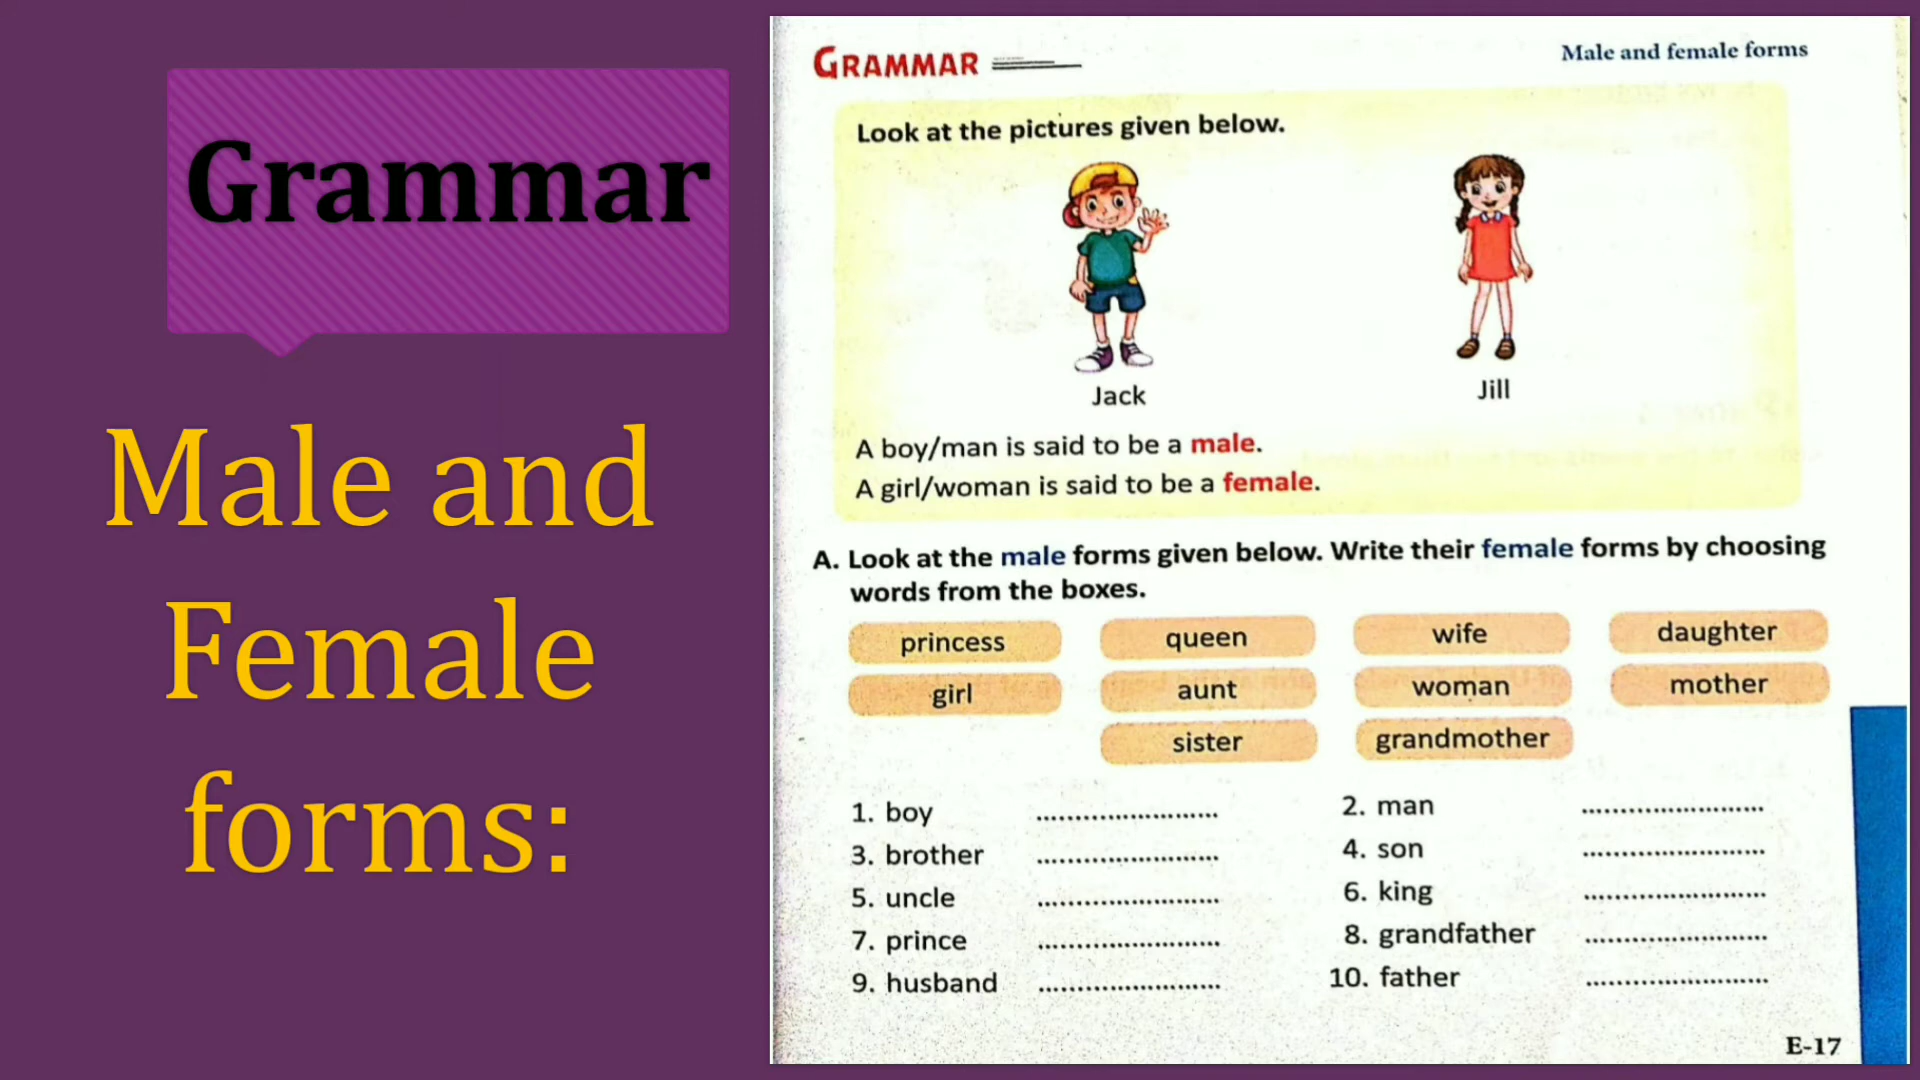 Grammar
Male and
Female
forms:
GRAMMAR
Male and female forms
Look at the pictures given below.
Jack
Jill
A boy/man is said to be a male.
A girl/woman is said to be a female.
A. Look at the male forms given below. Write their female forms by choosing
words from the boxes.
princess queen wife daughter
girl aunt woman mother
sister grandmother
1. boy ........................ 2. man ........................
3. brother ........................ 4. son ........................
5. uncle ........................ 6. king ........................
7. prince ........................ 8. grandfather ........................
9. husband ........................ 10. father ........................
E-17